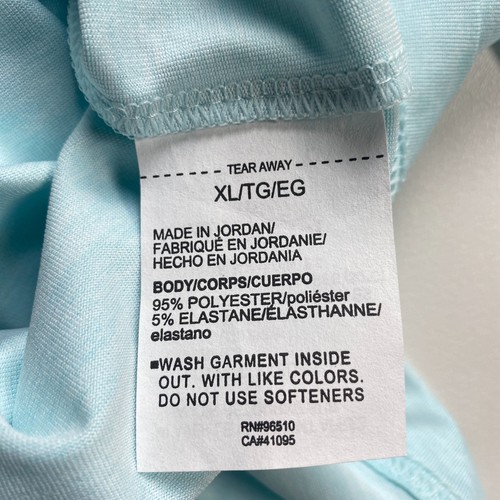 TEAR AWAY
XL/TG/EG
MADE IN JORDAN/
FABRIQUÉ EN JORDANIE/
HECHO EN JORDANIA
BODY/CORPS/CUERPO
95% POLYESTER/poliéster
5% ELASTANE/ÉLASTHANNE/
elastano
▪WASH GARMENT INSIDE
OUT. WITH LIKE COLORS.
DO NOT USE SOFTENERS
RN#96510
CA#41095